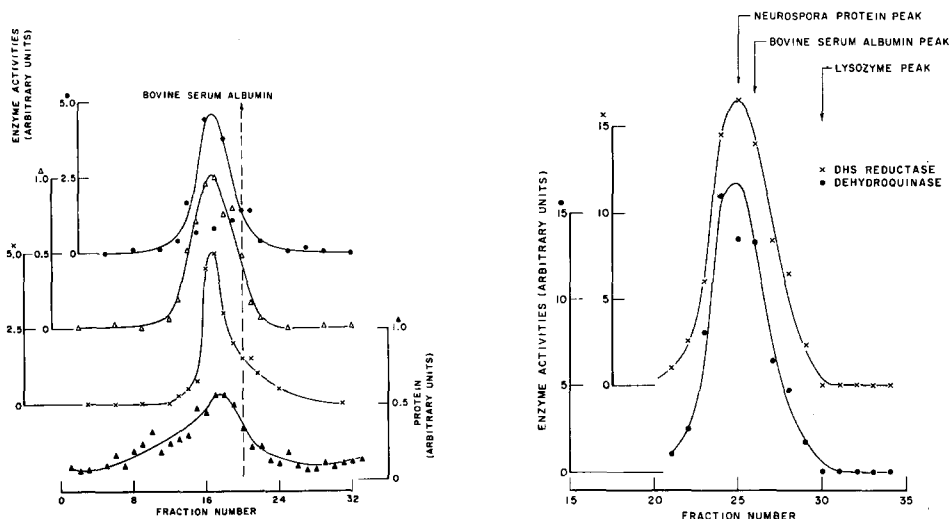 ENZYME ACTIVITIES
(ARBITRARY UNITS)
BOVINE SERUM ALBUMIN
5.0
2.5
0
1.0
0.5
0
5.0
2.5
0
1.0
0.5
0
PROTEIN
(ARBITRARY UNITS)
0
8
16
24
32
FRACTION NUMBER
NEUROSPORA PROTEIN PEAK
BOVINE SERUM ALBUMIN PEAK
LYSOZYME PEAK
x DHS REDUCTASE
● DEHYDROQUINASE
ENZYME ACTIVITIES (ARBITRARY UNITS)
15
10
5
0
10
5
0
15
20
25
30
34
FRACTION NUMBER